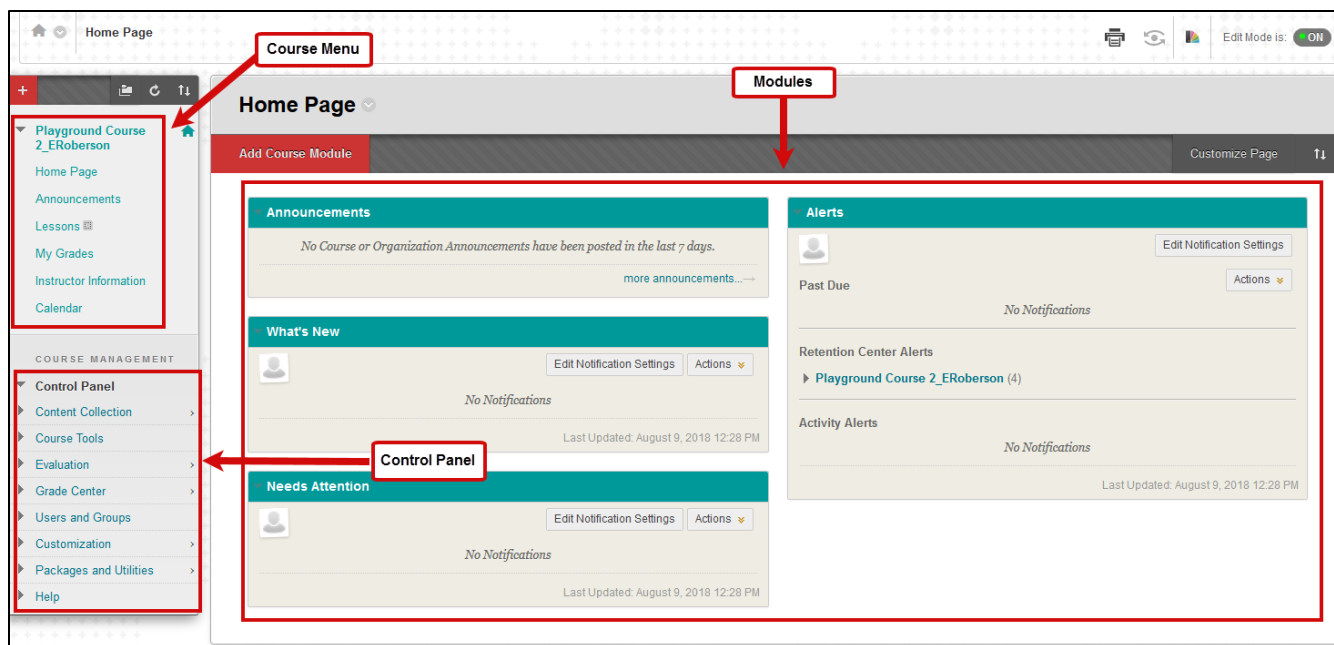 Home Page
Edit Mode is: ON
Course Menu
Modules
Playground Course
2_ERoberson
Home Page
Announcements
Lessons
My Grades
Instructor Information
Calendar
COURSE MANAGEMENT
Control Panel
Content Collection
Course Tools
Evaluation
Grade Center
Users and Groups
Customization
Packages and Utilities
Help
Control Panel
Home Page
Add Course Module
Customize Page
Announcements
No Course or Organization Announcements have been posted in the last 7 days.
more announcements...→
What's New
Edit Notification Settings Actions
No Notifications
Last Updated: August 9, 2018 12:28 PM
Needs Attention
Edit Notification Settings Actions
No Notifications
Last Updated: August 9, 2018 12:28 PM
Alerts
Edit Notification Settings
Actions
Past Due
No Notifications
Retention Center Alerts
Playground Course 2_ERoberson (4)
Activity Alerts
No Notifications
Last Updated: August 9, 2018 12:28 PM